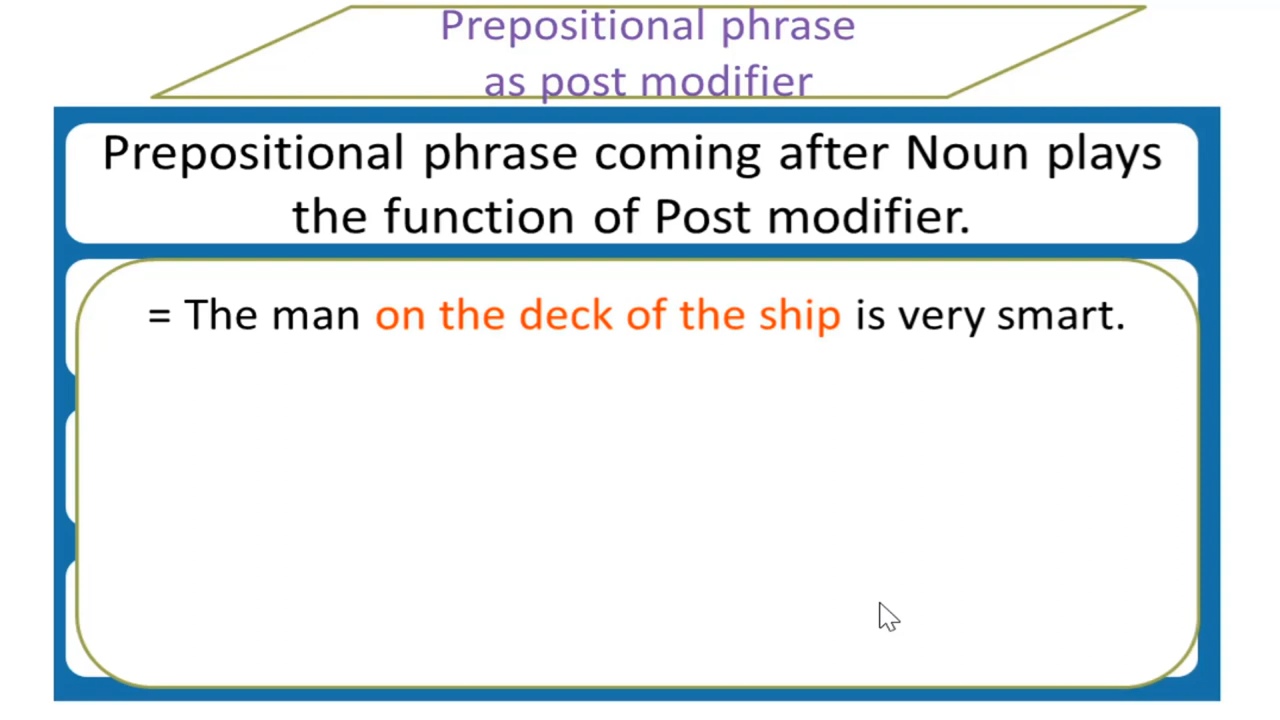 Prepositional phrase
as post modifier
Prepositional phrase coming after Noun plays
the function of Post modifier.
= The man on the deck of the ship is very smart.